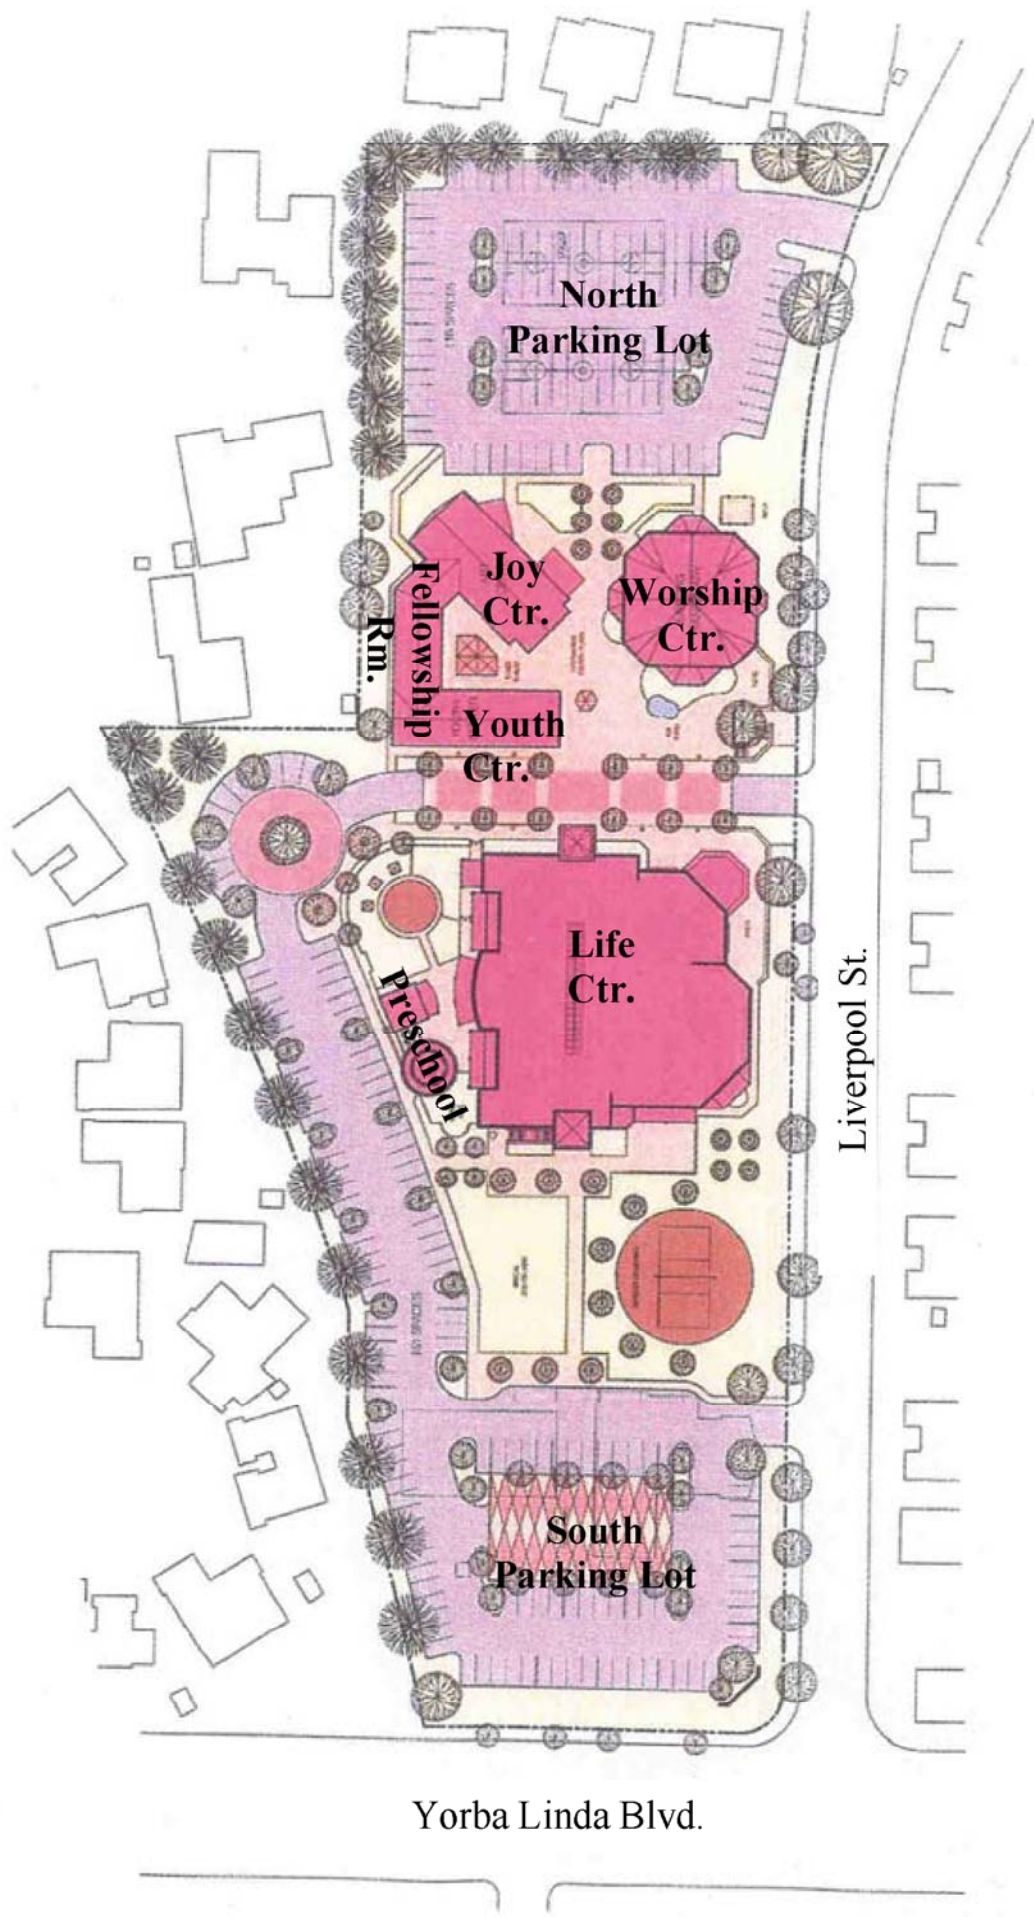 North
Parking Lot
Joy
Ctr.
Worship
Ctr.
Fellowship
Rm.
Youth
Ctr.
Life
Ctr.
Preschool
Liverpool St.
South
Parking Lot
Yorba Linda Blvd.